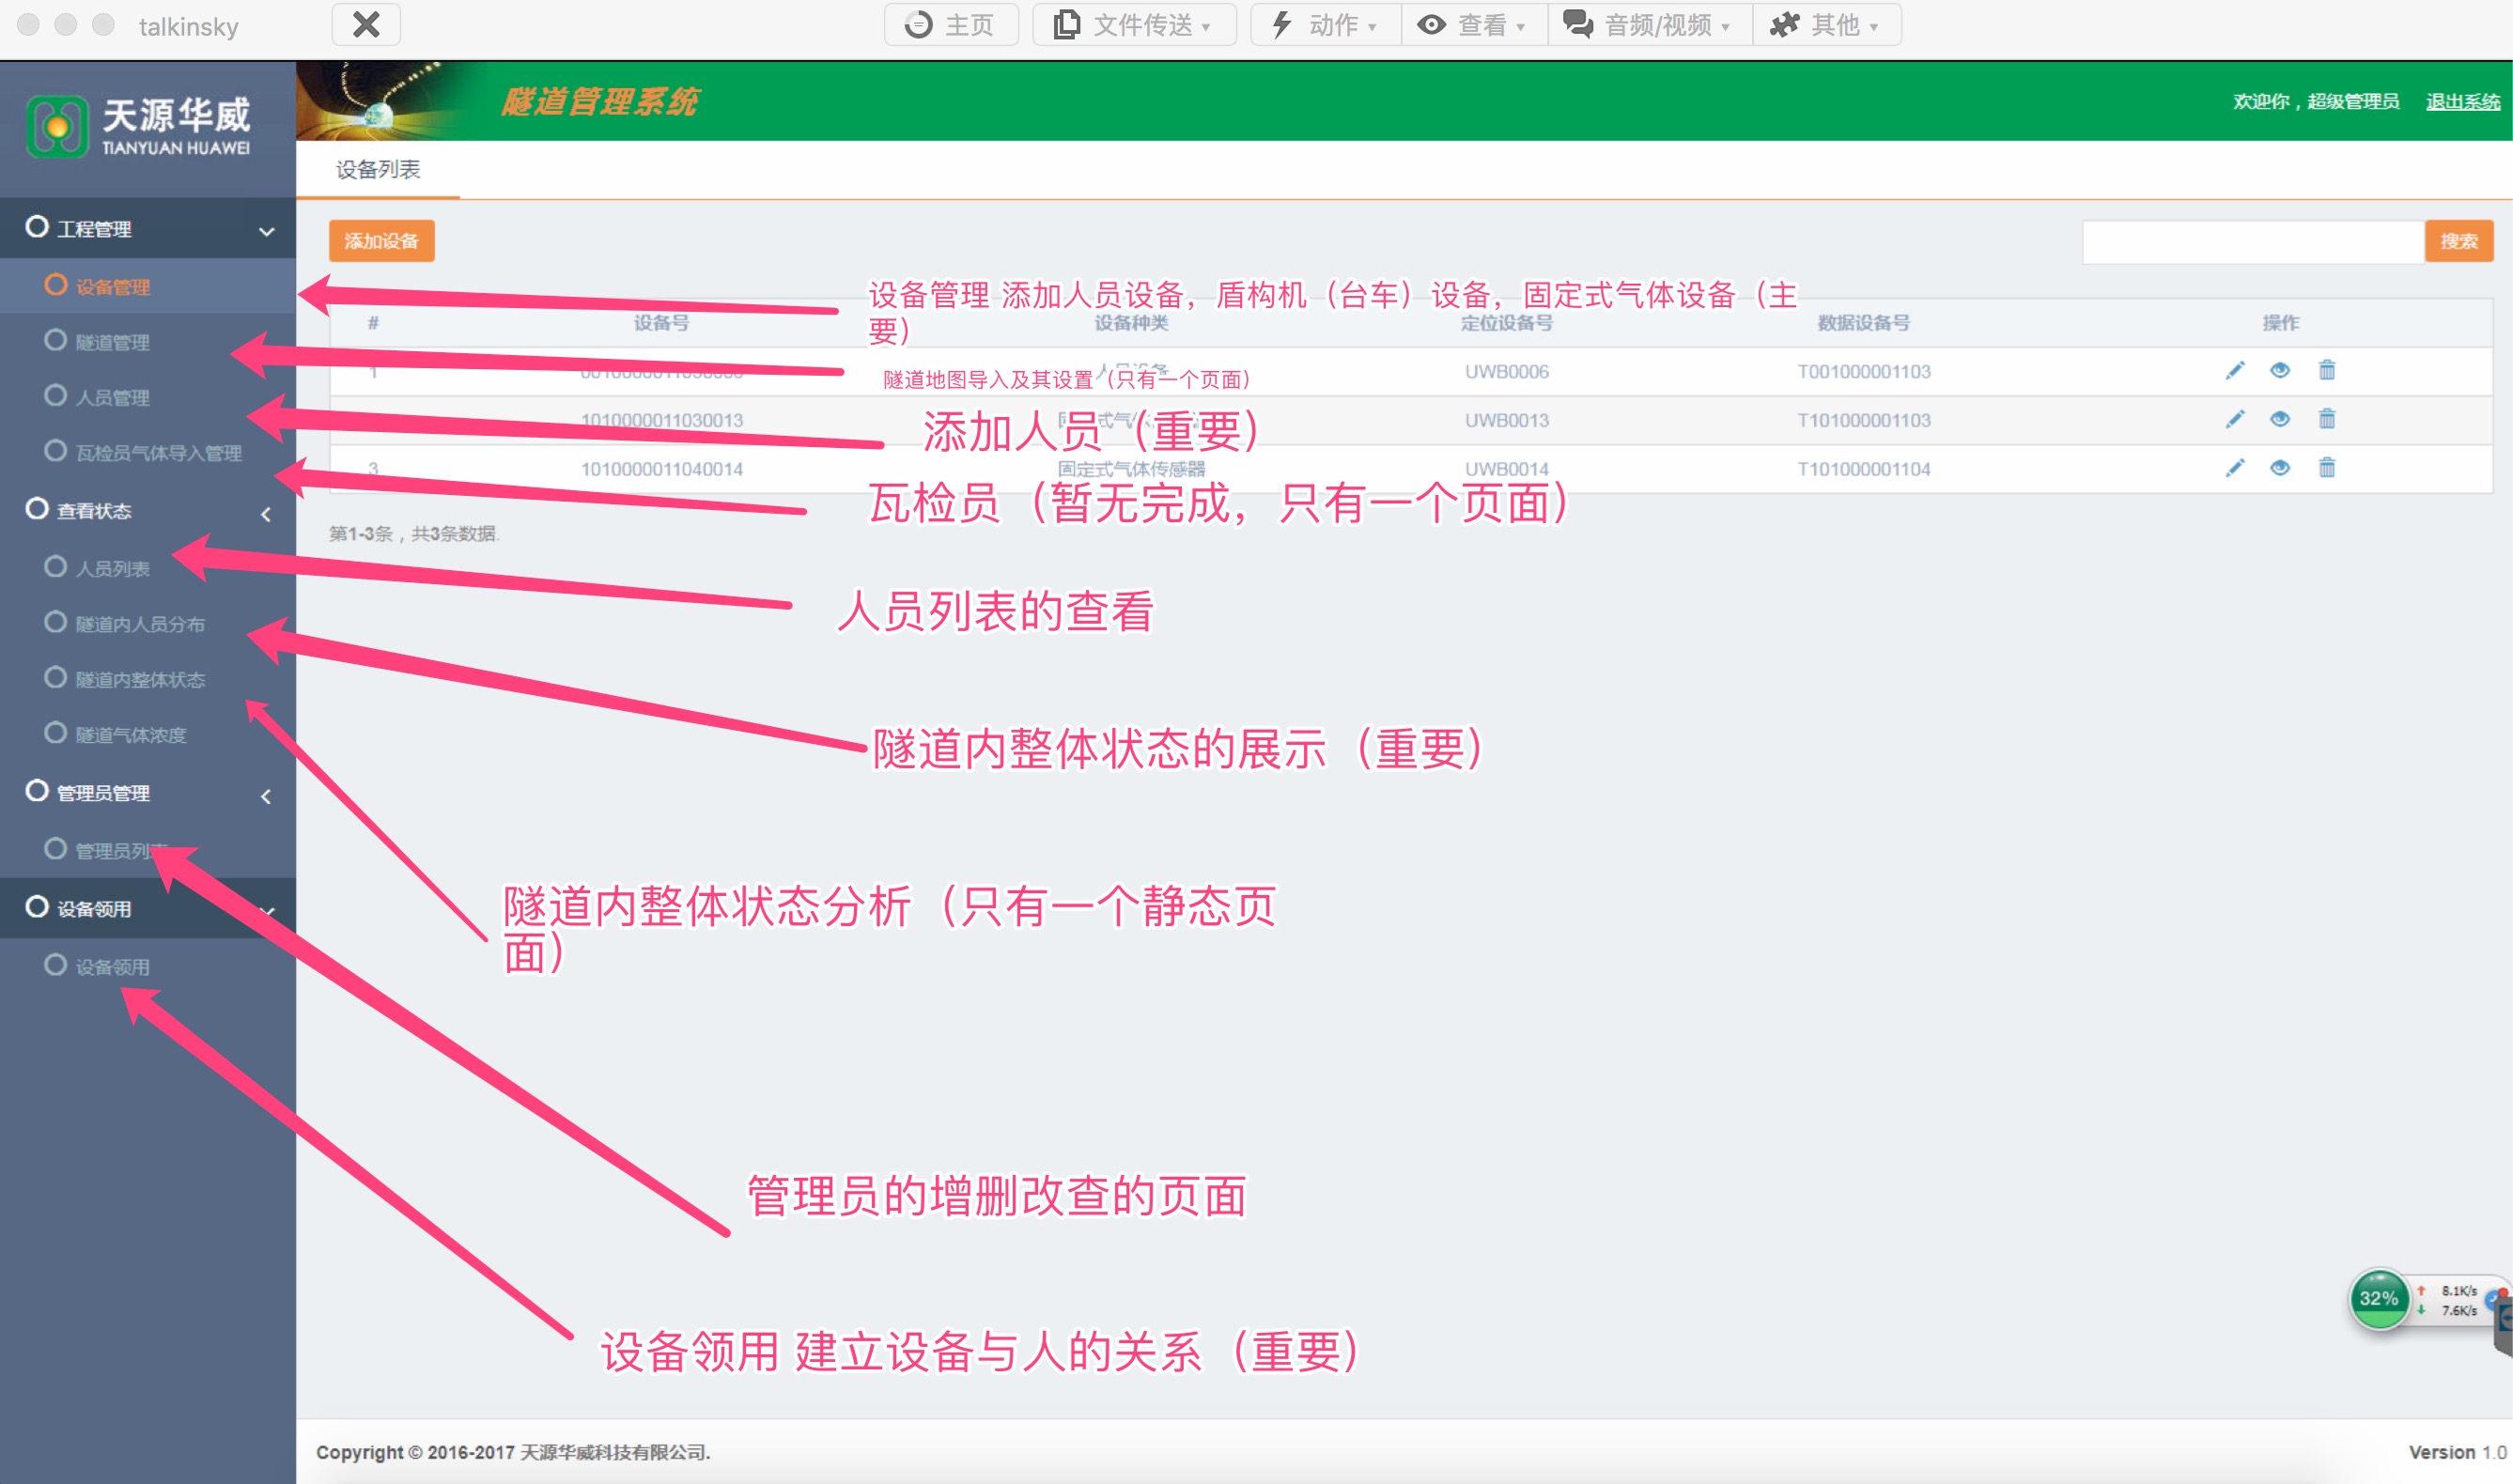 talkinsky
主页
文件传送
动作
查看
音频/视频
其他
天源华威
TIANYUAN HUAWEI
隧道管理系统
欢迎你，超级管理员 退出系统
设备列表
工程管理
设备管理
隧道管理
人员管理
瓦检员气体导入管理
查看状态
人员列表
隧道内人员分布
隧道内整体状态
隧道气体浓度
管理员管理
管理员列表
设备领用
设备领用
添加设备
搜索
设备管理 添加人员设备，盾构机（台车）设备，固定式气体设备（主
要）
# 设备号 设备种类 定位设备号 数据设备号 操作
1 人员设备 UWB0006 T001000001103
隧道地图导入及其设置（只有一个页面）
1010000011030013 UWB0013 T101000001103
添加人员（重要）
3 1010000011040014 固定式气体传感器 UWB0014 T101000001104
瓦检员（暂无完成，只有一个页面）
第1-3条，共3条数据.
人员列表的查看
隧道内整体状态的展示（重要）
隧道内整体状态分析（只有一个静态页
面）
管理员的增删改查的页面
设备领用 建立设备与人的关系（重要）
32%
8.1K/s
7.6K/s
Copyright © 2016-2017 天源华威科技有限公司.
Version 1.0